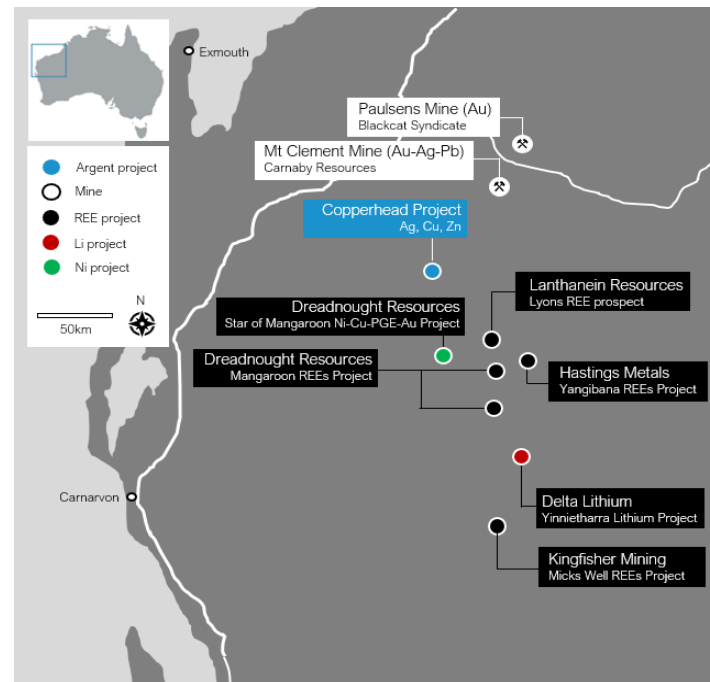 Exmouth
Paulsens Mine (Au)
Blackcat Syndicate
Mt Clement Mine (Au-Ag-Pb)
Carnaby Resources
Argent project
Mine
REE project
Li project
Ni project
N
50km
Copperhead Project
Ag, Cu, Zn
Lanthanein Resources
Lyons REE prospect
Dreadnought Resources
Star of Mangaroon Ni-Cu-PGE-Au Project
Dreadnought Resources
Mangaroon REEs Project
Hastings Metals
Yangibana REEs Project
Carnarvon
Delta Lithium
Yinnietharra Lithium Project
Kingfisher Mining
Micks Well REEs Project